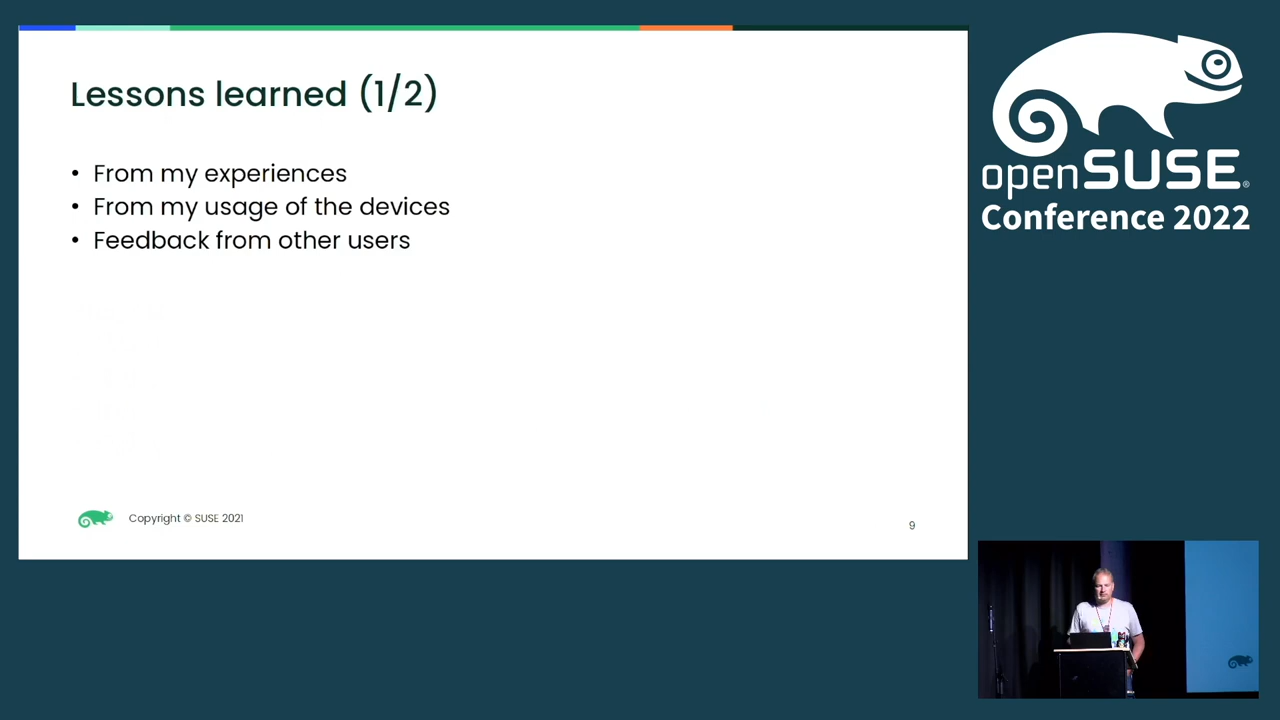 Lessons learned (1/2)
• From my experiences
• From my usage of the devices
• Feedback from other users
Copyright © SUSE 2021
9
openSUSE®
Conference 2022